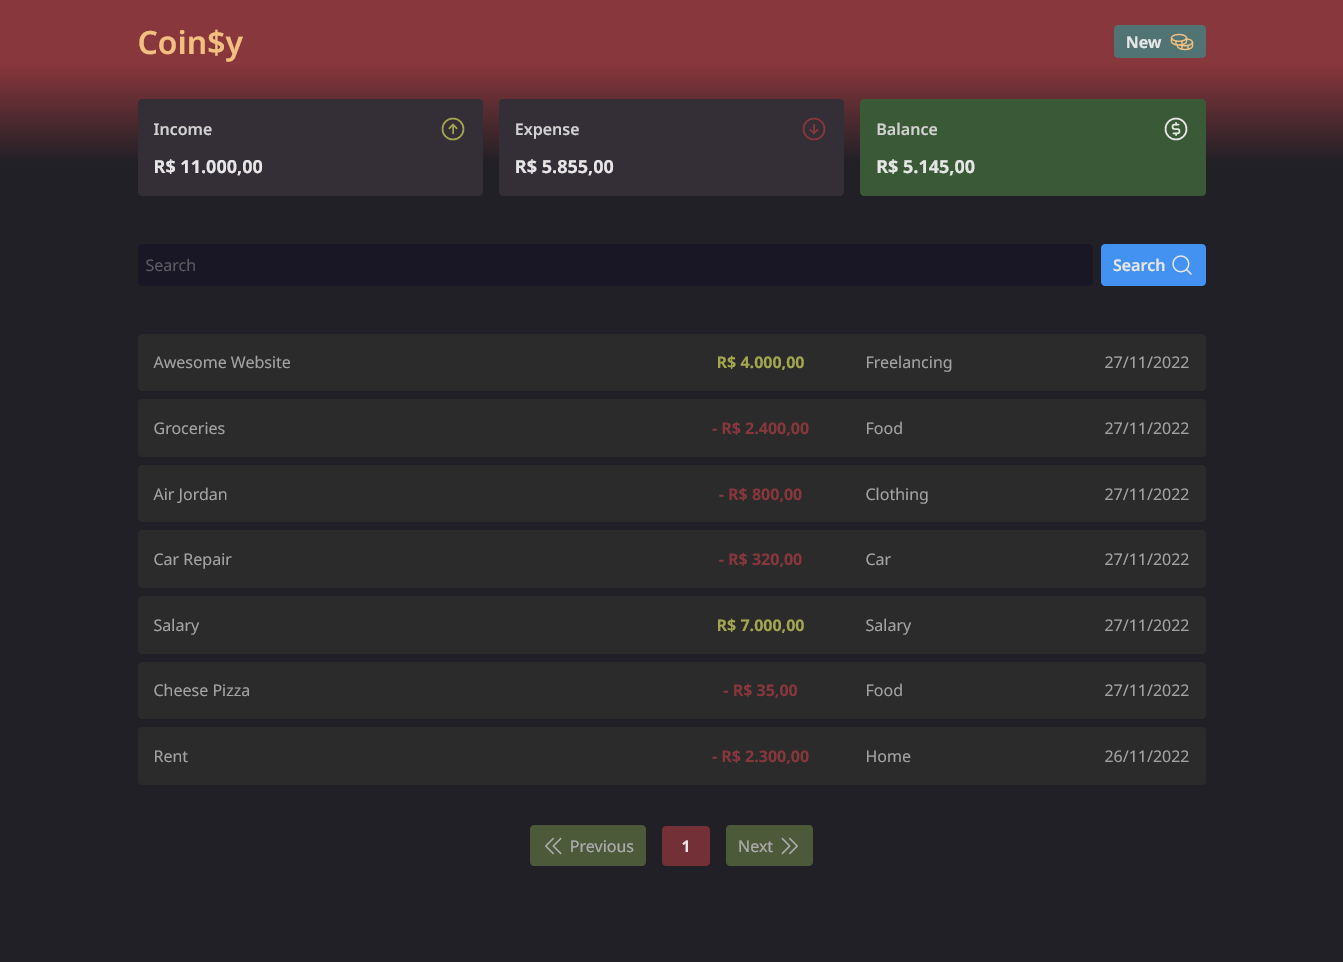 Coin$y
New
Income
R$ 11.000,00
Expense
R$ 5.855,00
Balance
R$ 5.145,00
Search
Search
Awesome Website R$ 4.000,00 Freelancing 27/11/2022
Groceries - R$ 2.400,00 Food 27/11/2022
Air Jordan - R$ 800,00 Clothing 27/11/2022
Car Repair - R$ 320,00 Car 27/11/2022
Salary R$ 7.000,00 Salary 27/11/2022
Cheese Pizza - R$ 35,00 Food 27/11/2022
Rent - R$ 2.300,00 Home 26/11/2022
Previous 1 Next